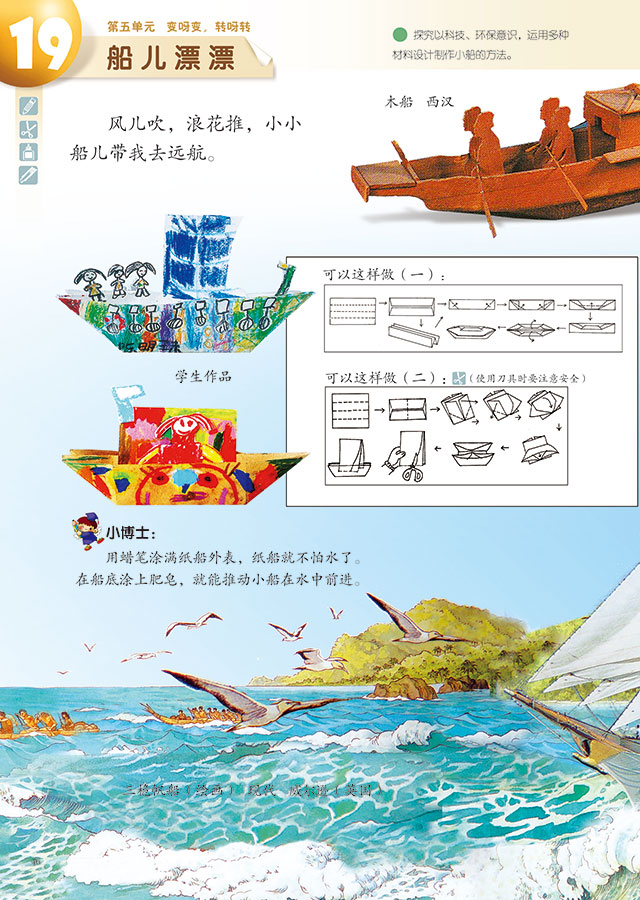 19
第五单元 变呀变，转呀转
船儿漂漂
探究以科技、环保意识，运用多种
材料设计制作小船的方法。
风儿吹，浪花推，小小
船儿带我去远航。
木船 西汉
学生作品
可以这样做（一）：
可以这样做（二）：（使用刀具时要注意安全）
小博士：
用蜡笔涂满纸船外表，纸船就不怕水了。
在船底涂上肥皂，就能推动小船在水中前进。
三桅帆船（绘画） 现代 威尔逊（英国）